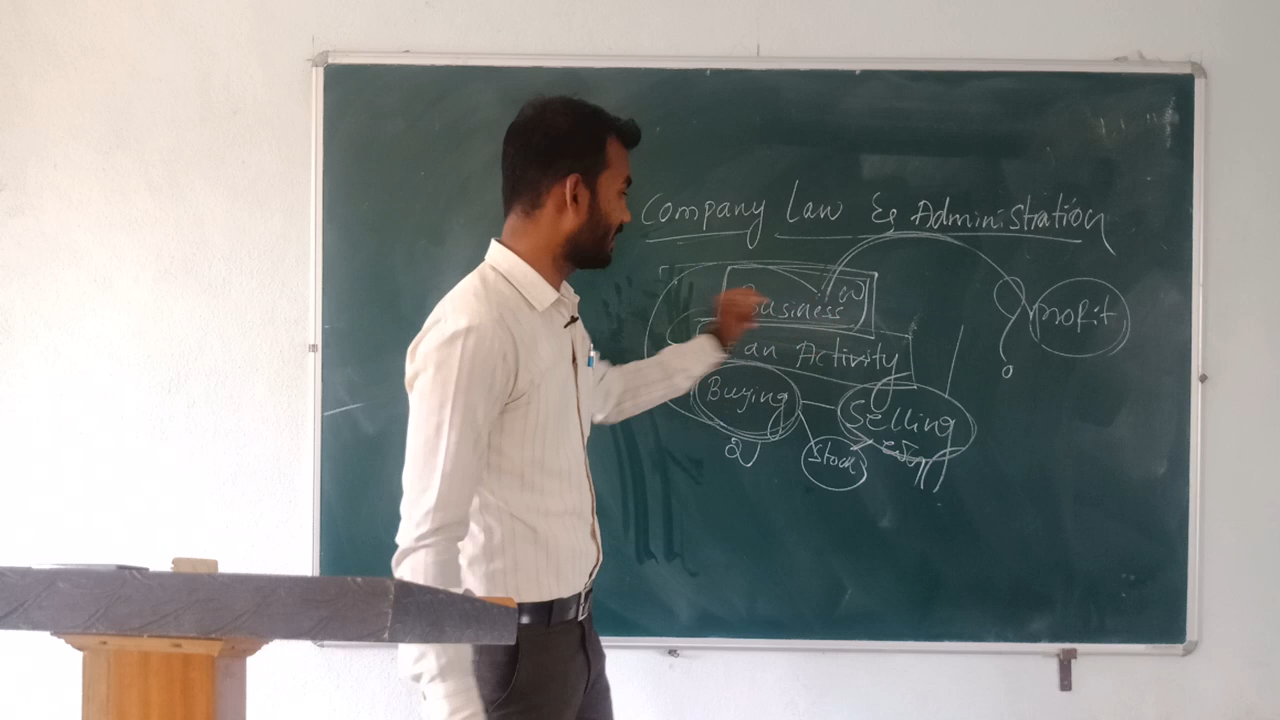 Company Law & Administration
Business
Profit
an Activity
Buying
Selling
Stock